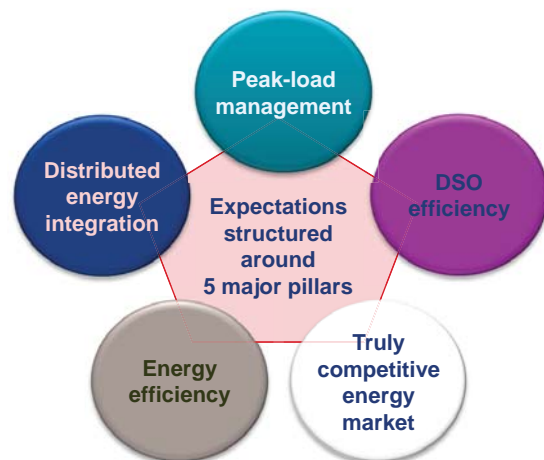 Peak-load
management
Distributed
energy
integration
DSO
efficiency
Expectations
structured
around
5 major pillars
Energy
efficiency
Truly
competitive
energy
market